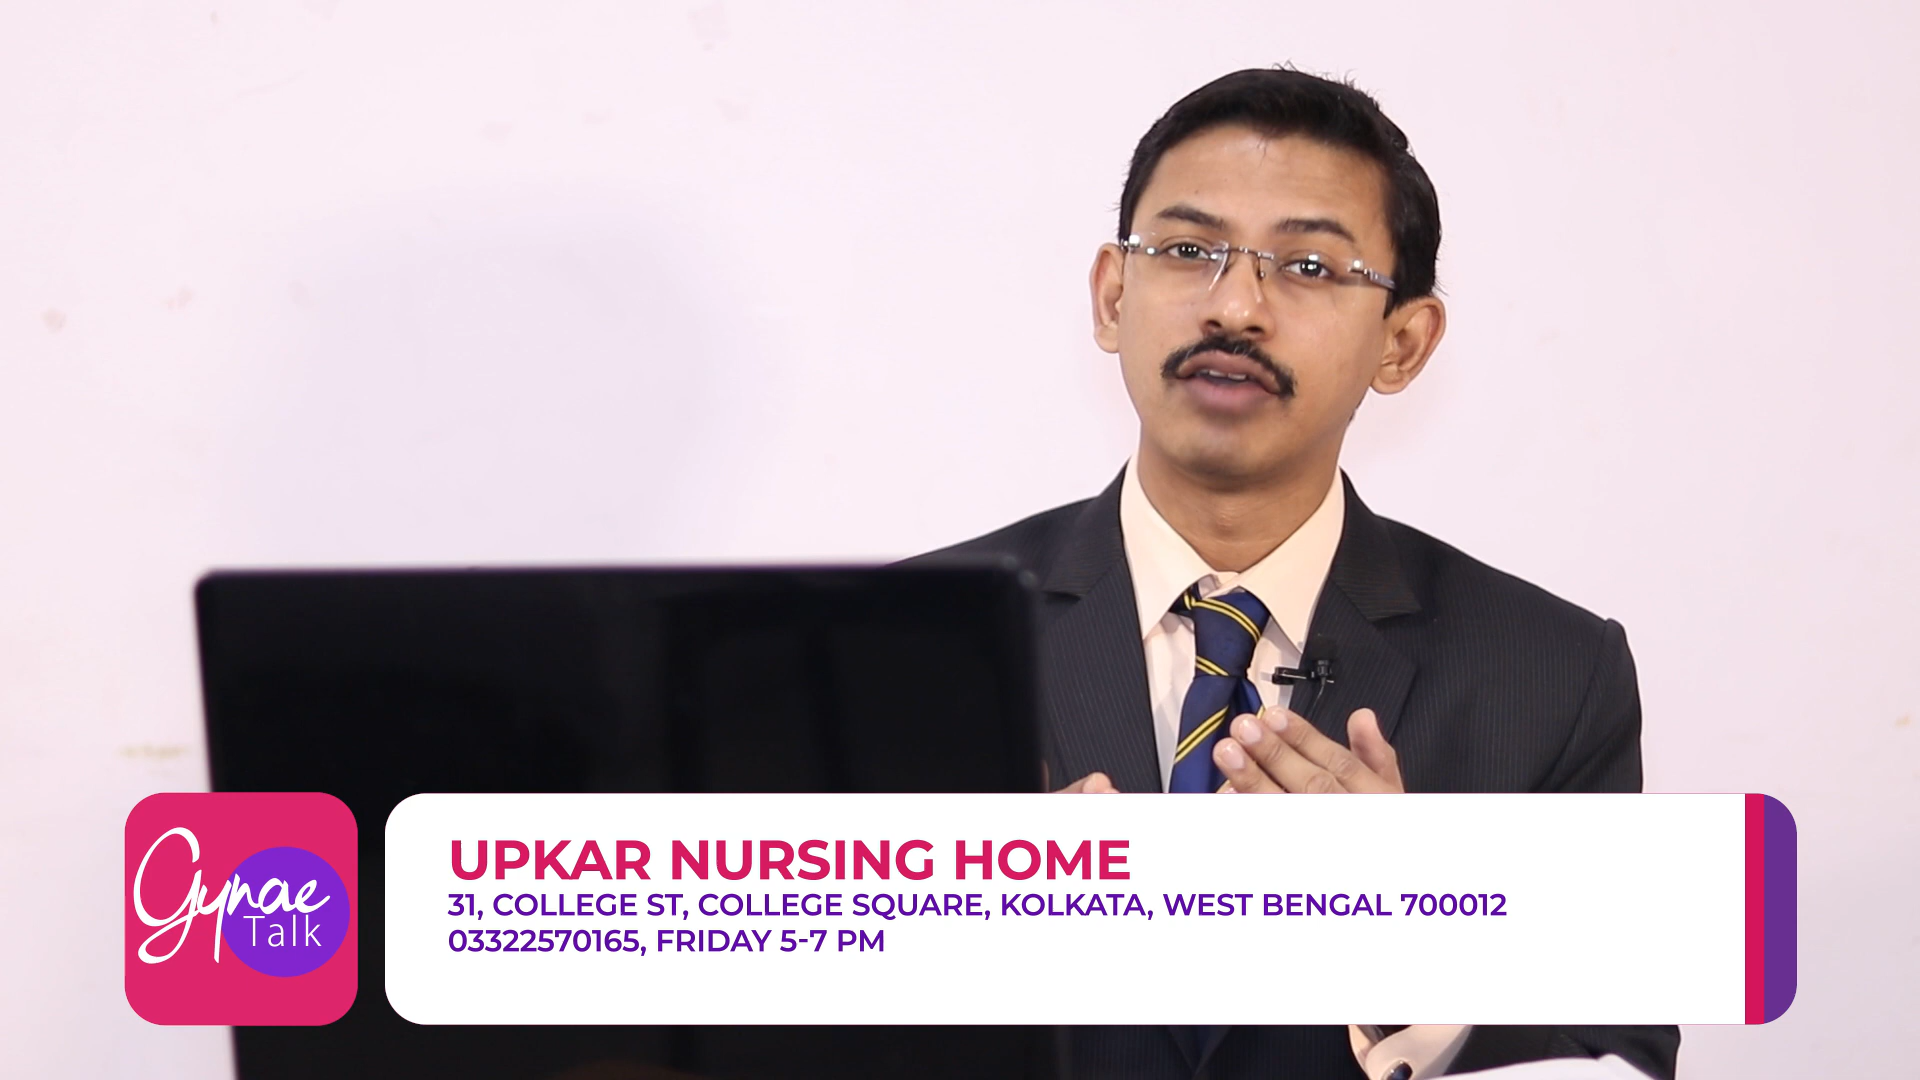 Gynae
Talk
UPKAR NURSING HOME
31, COLLEGE ST, COLLEGE SQUARE, KOLKATA, WEST BENGAL 700012
03322570165, FRIDAY 5-7 PM